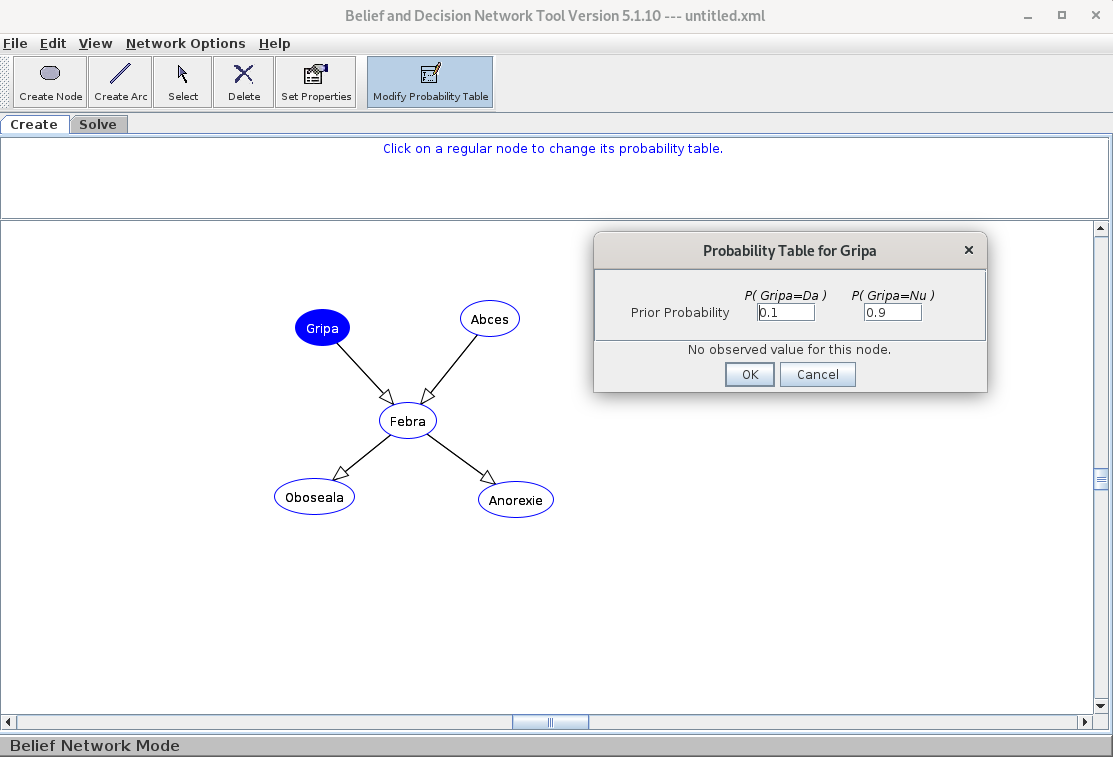 Belief and Decision Network Tool Version 5.1.10 --- untitled.xml
File Edit View Network Options Help
Create Node Create Arc Select Delete Set Properties Modify Probability Table
Create Solve
Click on a regular node to change its probability table.
Probability Table for Gripa
P( Gripa=Da ) P( Gripa=Nu )
Prior Probability 0.1 0.9
No observed value for this node.
OK Cancel
Gripa Abces
Febra
Oboseala Anorexie
Belief Network Mode